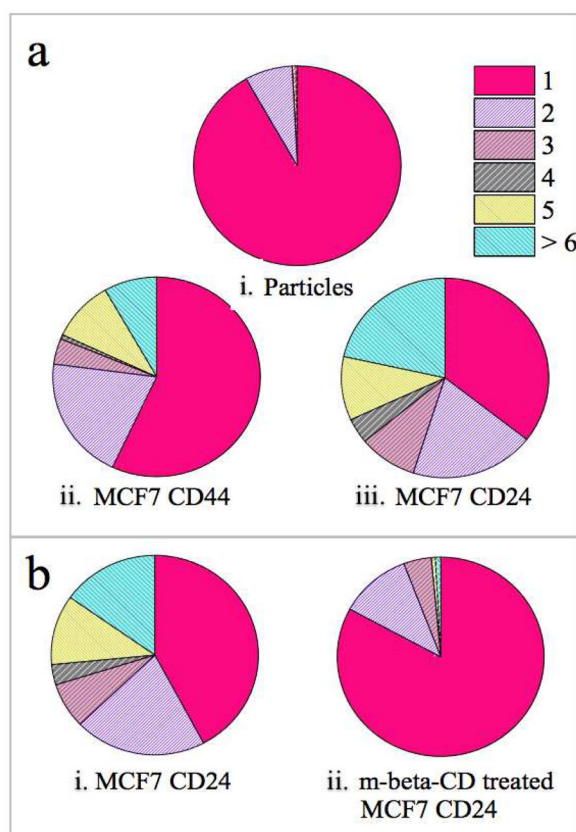 a
1
2
3
4
5
> 6
i. Particles
ii. MCF7 CD44
iii. MCF7 CD24
b
i. MCF7 CD24
ii. m-beta-CD treated
MCF7 CD24